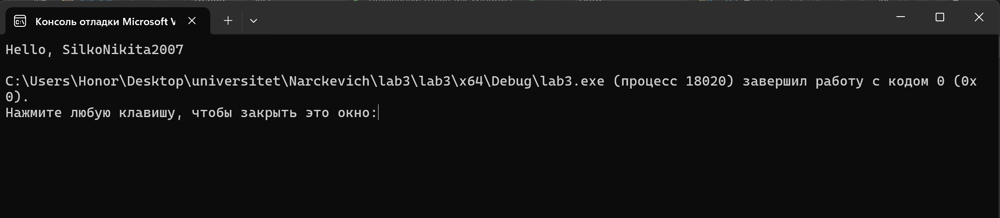 Консоль отладки Microsoft V
Hello, SilkoNikita2007
C:\Users\Honor\Desktop\universitet\Narckevich\lab3\lab3\x64\Debug\lab3.exe (процесс 18020) завершил работу с кодом 0 (0x
0).
Нажмите любую клавишу, чтобы закрыть это окно: